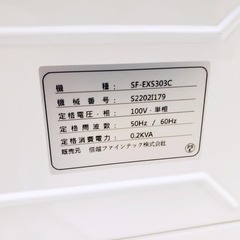 機種: SF-EXS303C
機械番号: S2202I179
定格電圧,相: 100V・単相
定格周波数: 50Hz / 60Hz
定格消費電力: 0.2KVA
販売元 信越ファインテック株式会社